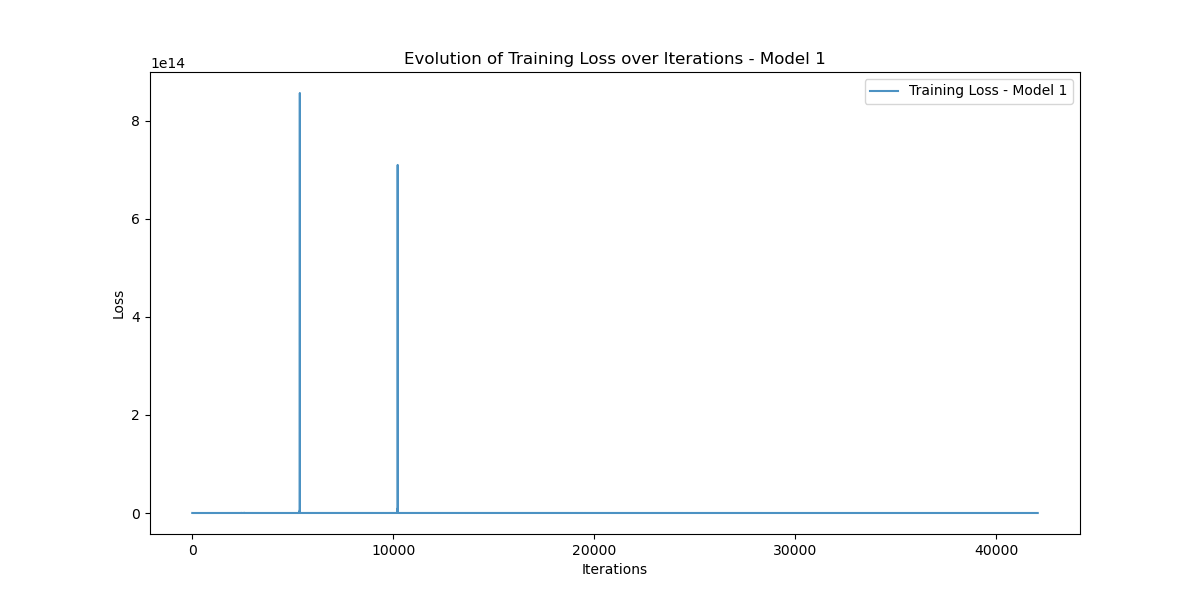 Evolution of Training Loss over Iterations - Model 1
1e14
Training Loss - Model 1
8
6
4
2
0
Loss
0 10000 20000 30000 40000
Iterations